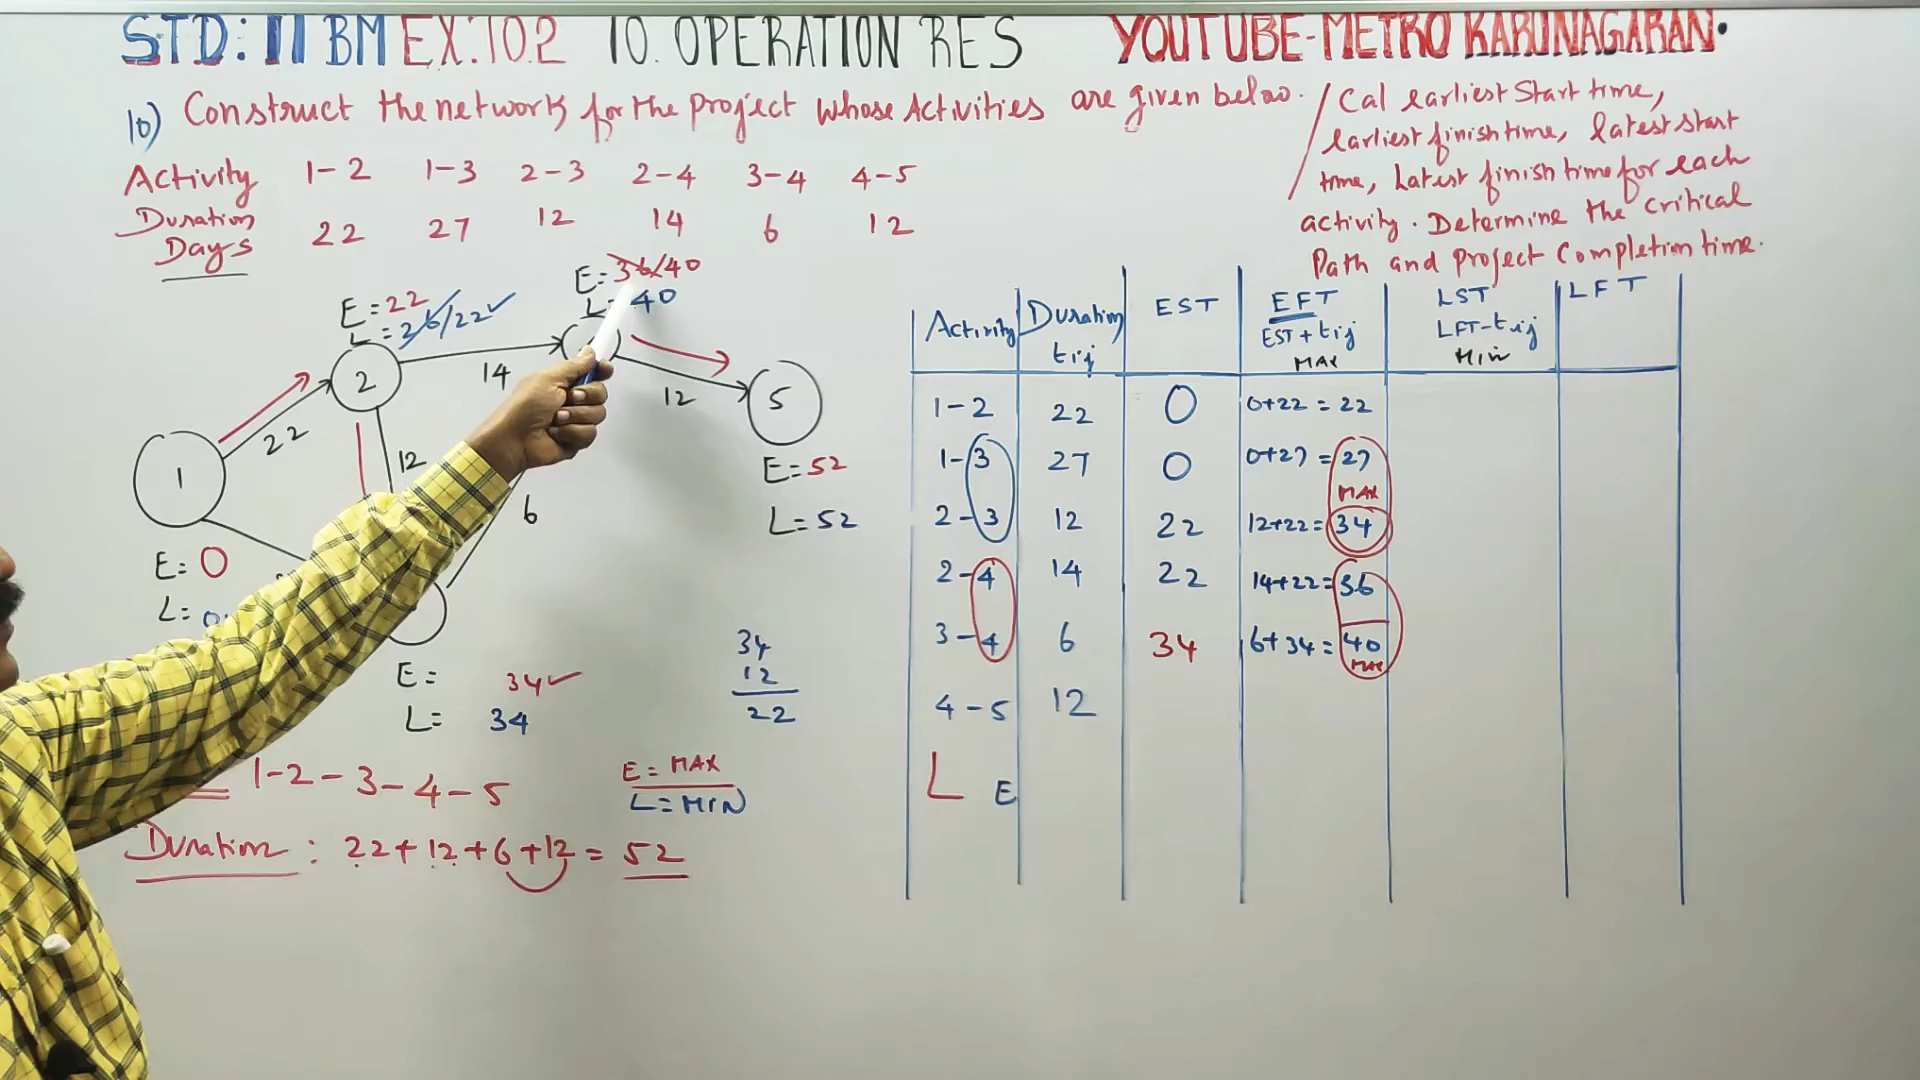 STD: 11 BM EX.10.2 10. OPERATION RES YOUTUBE-METRO KARUNAGARAN.
10) Construct the network for the project whose Activities are given below. / Cal earliest Start time,
earliest finish time, latest start
time, Latest finish time for each
activity. Determine the critical
Path and project Completion time.
Activity 1-2 1-3 2-3 2-4 3-4 4-5
Duration
Days 22 27 12 14 6 12
E=36/40
L= 40
E=22
L=26/22✓
1
2
5
22
14
12
12
6
E=0
L=0
E=52
L=52
E= 34✓
L= 34
34
12
22
1-2-3-4-5
E=MAX
L=MIN
Duration : 22+12+6+12= 52
Activity Duration tij EST EFT EST+tij MAX LST LFT-tij Min LFT
1-2 22 0 0+22=22
1-3 27 0 0+27=27
MAX
2-3 12 22 12+22=34
2-4 14 22 14+22=36
3-4 6 34 6+34=40
MAX
4-5 12
L E